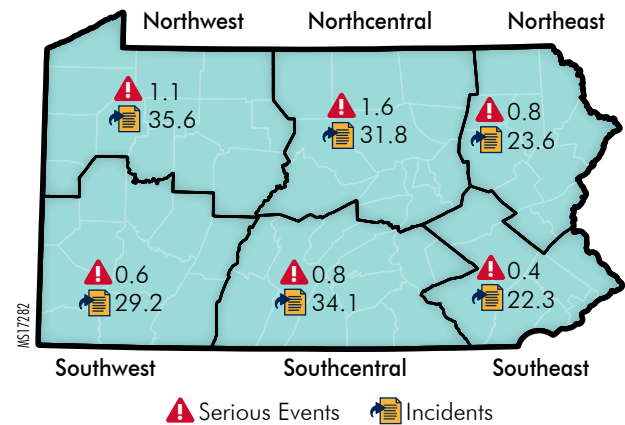 Northwest
Northcentral
Northeast
1.1
35.6
1.6
31.8
0.8
23.6
0.6
29.2
0.8
34.1
0.4
22.3
MS17282
Southwest
Southcentral
Southeast
Serious Events
Incidents